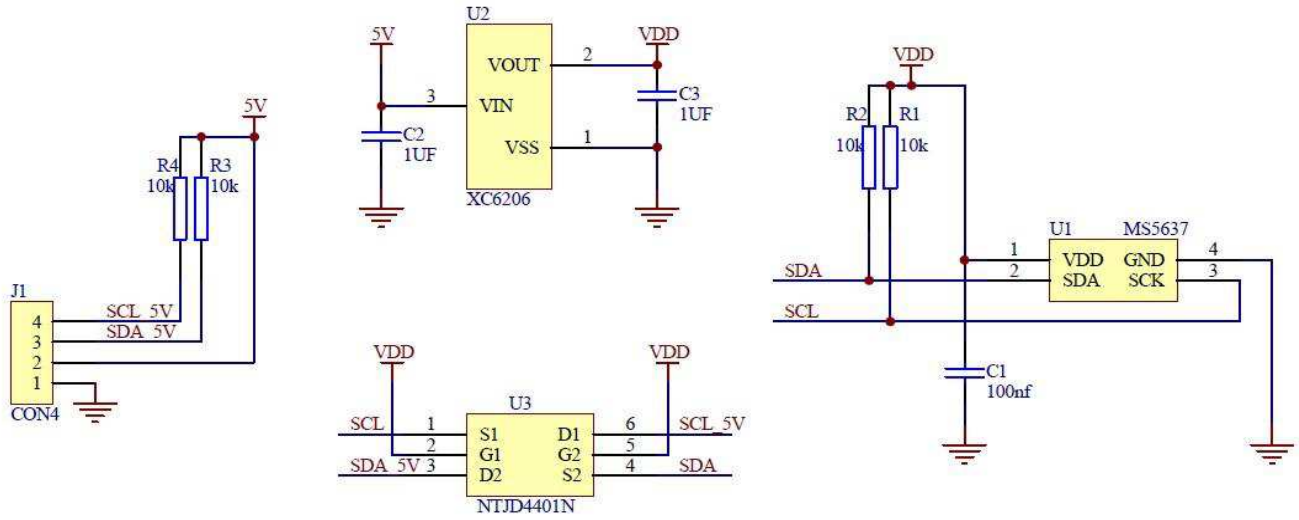 J1
4
3
2
1
CON4
SCL_5V
SDA_5V
R4
10k
R3
10k
5V
5V
C2
1UF
U2
3
VIN
VOUT
2
VSS
1
XC6206
VDD
C3
1UF
VDD
VDD
U3
SCL
1
S1
D1
6
SCL_5V
2
G1
G2
5
SDA_5V
3
D2
S2
4
SDA
NTJD4401N
VDD
R2
10k
R1
10k
SDA
SCL
U1
MS5637
1
VDD
GND
4
2
SDA
SCK
3
C1
100nf